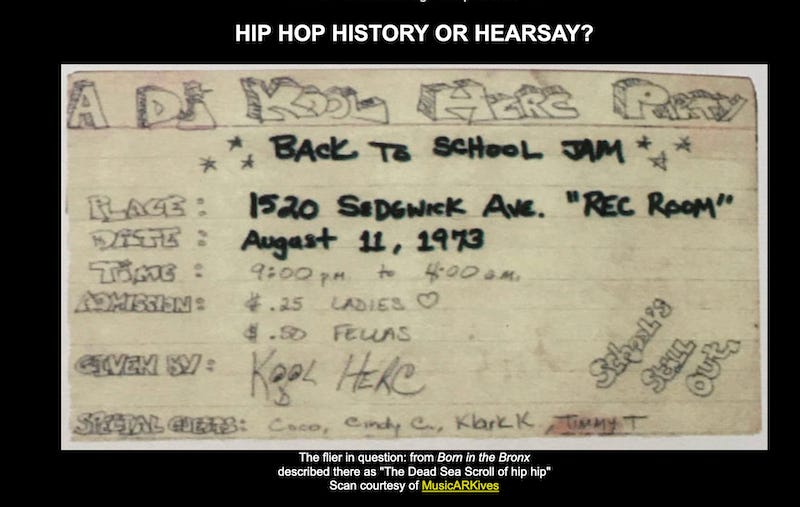 HIP HOP HISTORY OR HEARSAY?
A DJ KOOL HERC PARTY
BACK TO SCHOOL JAM
PLACE: 1520 SEDGWICK AVE. "REC ROOM"
DATE: August 11, 1973
TIME: 9:00 pm to 4:00 am.
ADMISSION: $.25 LADIES ♡
$.50 FELLAS
School's Still Out,
GIVEN BY: KOOL HERC
SPECIAL GUESTS: Coco, Cindy C., Klark K, TIMMY T
The flier in question: from Born in the Bronx
described there as "The Dead Sea Scroll of hip hip"
Scan courtesy of MusicARKives